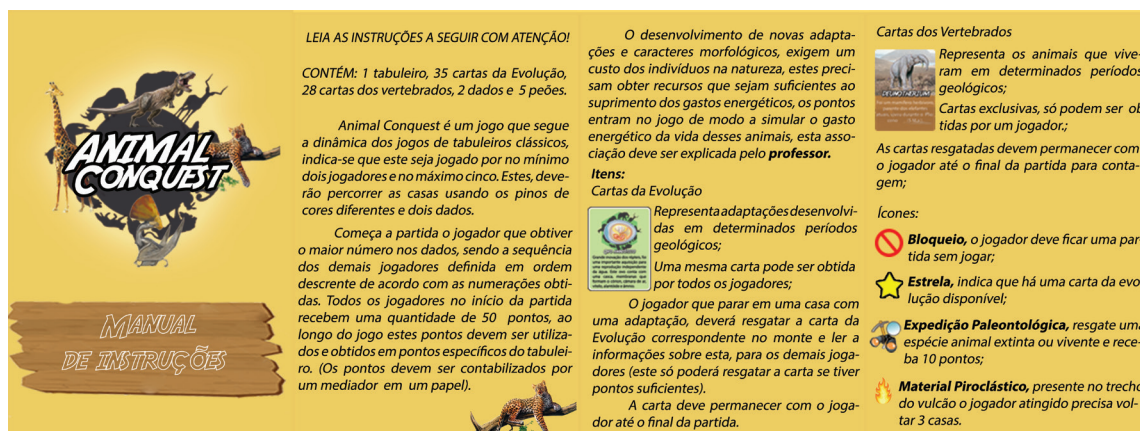 ANIMAL
CONQUEST
MANUAL
DE INSTRUÇÕES
LEIA AS INSTRUÇÕES A SEGUIR COM ATENÇÃO!
CONTÉM: 1 tabuleiro, 35 cartas da Evolução,
28 cartas dos vertebrados, 2 dados e 5 peões.
Animal Conquest é um jogo que segue
a dinâmica dos jogos de tabuleiros clássicos,
indica-se que este seja jogado por no mínimo
dois jogadores e no máximo cinco. Estes, deve-
rão percorrer as casas usando os pinos de
cores diferentes e dois dados.
Começa a partida o jogador que obtiver
o maior número nos dados, sendo a sequência
dos demais jogadores definida em ordem
descrente de acordo com as numerações obti-
das. Todos os jogadores no início da partida
recebem uma quantidade de 50 pontos, ao
longo do jogo estes pontos devem ser utiliza-
dos e obtidos em pontos específicos do tabulei-
ro. (Os pontos devem ser contabilizados por
um mediador em um papel).
O desenvolvimento de novas adapta-
ções e caracteres morfológicos, exigem um
custo dos indivíduos na natureza, estes preci-
sam obter recursos que sejam suficientes ao
suprimento dos gastos energéticos, os pontos
entram no jogo de modo a simular o gasto
energético da vida desses animais, esta asso-
ciação deve ser explicada pelo professor.
Itens:
Cartas da Evolução
Representa adaptações desenvolvi-
das em determinados períodos
geológicos;
Uma mesma carta pode ser obtida
por todos os jogadores;
O jogador que parar em uma casa com
uma adaptação, deverá resgatar a carta da
Evolução correspondente no monte e ler a
informações sobre esta, para os demais joga-
dores (este só poderá resgatar a carta se tiver
pontos suficientes).
A carta deve permanecer com o joga-
dor até o final da partida.
Cartas dos Vertebrados
DEINOTHERIUM
Representa os animais que vive-
ram em determinados períodos
geológicos;
Cartas exclusivas, só podem ser ob
tidas por um jogador.;
As cartas resgatadas devem permanecer com
o jogador até o final da partida para conta-
gem;
Ícones:
Bloqueio, o jogador deve ficar uma par
tida sem jogar;
Estrela, indica que há uma carta da evo
lução disponível;
Expedição Paleontológica, resgate uma
espécie animal extinta ou vivente e rece-
ba 10 pontos;
Material Piroclástico, presente no trecho
do vulcão o jogador atingido precisa vol-
tar 3 casas.